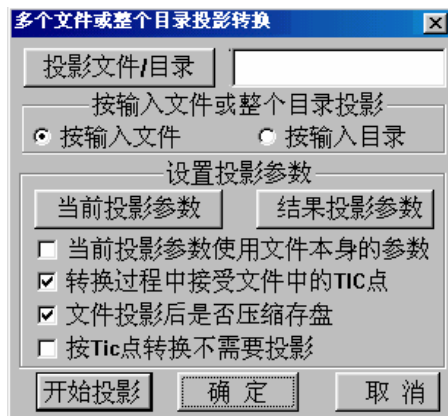 多个文件或整个目录投影转换
投影文件/目录
按输入文件或整个目录投影
按输入文件 按输入目录
设置投影参数
当前投影参数 结果投影参数
当前投影参数使用文件本身的参数
转换过程中接受文件中的TIC点
文件投影后是否压缩存盘
按Tic点转换不需要投影
开始投影 确 定 取 消